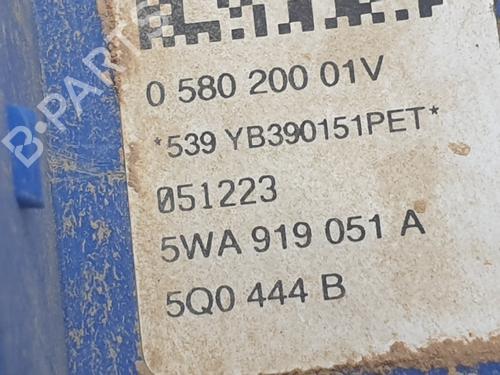 B-PARTS
0 580 200 01V
*539 YB390151PET*
051223
5WA 919 051 A
5Q0 444 B